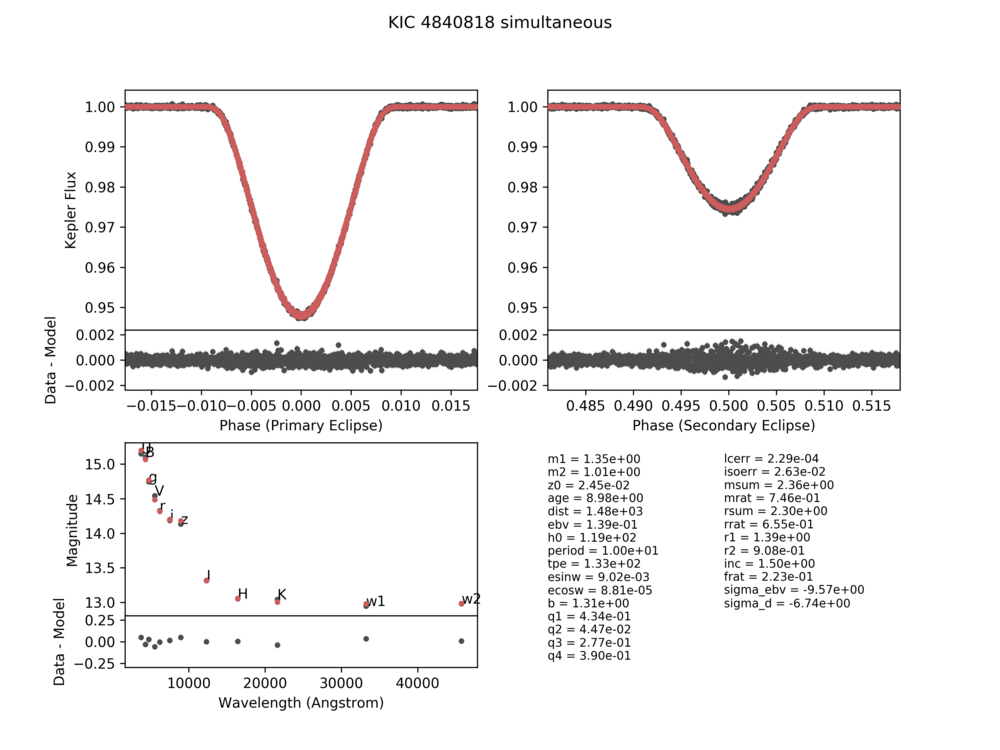 KIC 4840818 simultaneous
Kepler Flux
1.00
0.99
0.98
0.97
0.96
0.95
1.00
0.99
0.98
0.97
0.96
0.95
Data - Model
0.002
0.000
−0.002
0.002
0.000
−0.002
−0.015 −0.010 −0.005 0.000 0.005 0.010 0.015
Phase (Primary Eclipse)
0.485 0.490 0.495 0.500 0.505 0.510 0.515
Phase (Secondary Eclipse)
Magnitude
15.0
14.5
14.0
13.5
13.0
B
g
V
r
i
z
J
H
K
w1
w2
Data - Model
0.25
0.00
−0.25
10000 20000 30000 40000
Wavelength (Angstrom)
m1 = 1.35e+00
m2 = 1.01e+00
z0 = 2.45e-02
age = 8.98e+00
dist = 1.48e+03
ebv = 1.39e-01
h0 = 1.19e+02
period = 1.00e+01
tpe = 1.33e+02
esinw = 9.02e-03
ecosw = 8.81e-05
b = 1.31e+00
q1 = 4.34e-01
q2 = 4.47e-02
q3 = 2.77e-01
q4 = 3.90e-01
lcerr = 2.29e-04
isoerr = 2.63e-02
msum = 2.36e+00
mrat = 7.46e-01
rsum = 2.30e+00
rrat = 6.55e-01
r1 = 1.39e+00
r2 = 9.08e-01
inc = 1.50e+00
frat = 2.23e-01
sigma_ebv = -9.57e+00
sigma_d = -6.74e+00